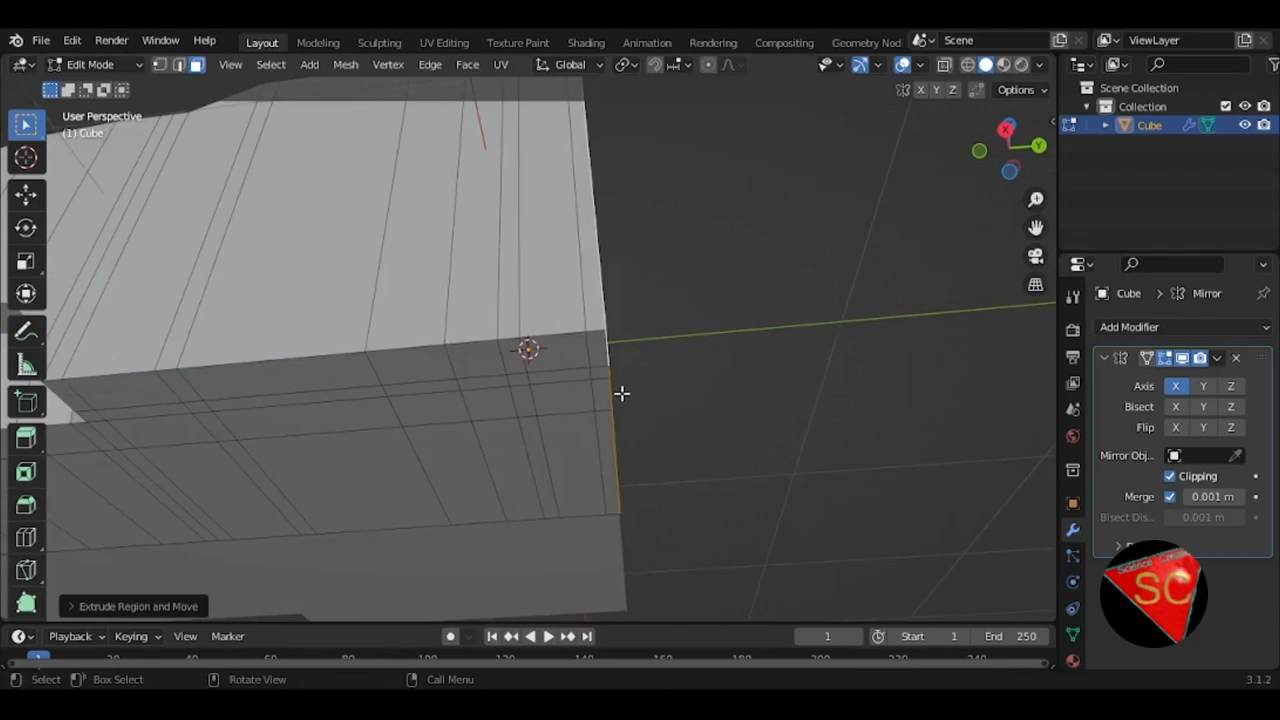 File Edit Render Window Help Layout Modeling Sculpting UV Editing Texture Paint Shading Animation Rendering Compositing Geometry Nod Scene ViewLayer
Edit Mode View Select Add Mesh Vertex Edge Face UV Global
X Y Z Options
User Perspective
(1) Cube
X
Y
Scene Collection
Collection
Cube
Cube > Mirror
Add Modifier
Axis X Y Z
Bisect X Y Z
Flip X Y Z
Mirror Obj...
Clipping
Merge 0.001 m
Bisect Dis... 0.001 m
SC
Extrude Region and Move
Playback Keying View Marker 1 Start 1 End 250
1
Select Box Select Rotate View Call Menu 3.1.2